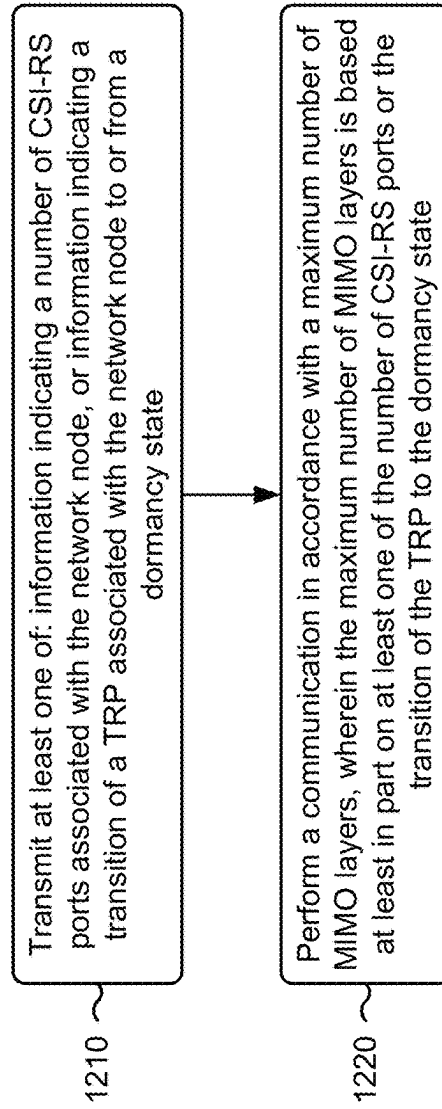 1210
Transmit at least one of: information indicating a number of CSI-RS
ports associated with the network node, or information indicating a
transition of a TRP associated with the network node to or from a
dormancy state
1220
Perform a communication in accordance with a maximum number of
MIMO layers, wherein the maximum number of MIMO layers is based
at least in part on at least one of the number of CSI-RS ports or the
transition of the TRP to the dormancy state